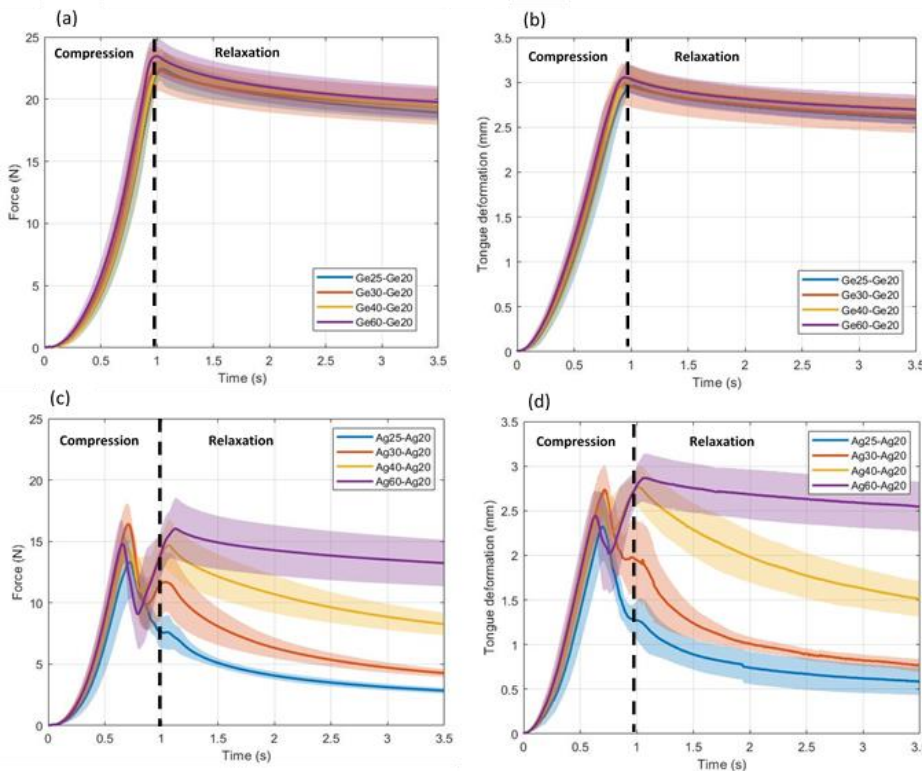 (a)
Compression Relaxation
Force (N)
25
20
15
10
5
0
0 0.5 1 1.5 2 2.5 3 3.5
Time (s)
Ge25-Ge20
Ge30-Ge20
Ge40-Ge20
Ge60-Ge20
(b)
Compression Relaxation
Tongue deformation (mm)
3.5
3
2.5
2
1.5
1
0.5
0
0 0.5 1 1.5 2 2.5 3 3.5
Time (s)
Ge25-Ge20
Ge30-Ge20
Ge40-Ge20
Ge60-Ge20
(c)
Compression Relaxation
Force (N)
25
20
15
10
5
0
0 0.5 1 1.5 2 2.5 3 3.5
Time (s)
Ag25-Ag20
Ag30-Ag20
Ag40-Ag20
Ag60-Ag20
(d)
Compression Relaxation
Tongue deformation (mm)
3.5
3
2.5
2
1.5
1
0.5
0
0 0.5 1 1.5 2 2.5 3 3.5
Time (s)
Ag25-Ag20
Ag30-Ag20
Ag40-Ag20
Ag60-Ag20